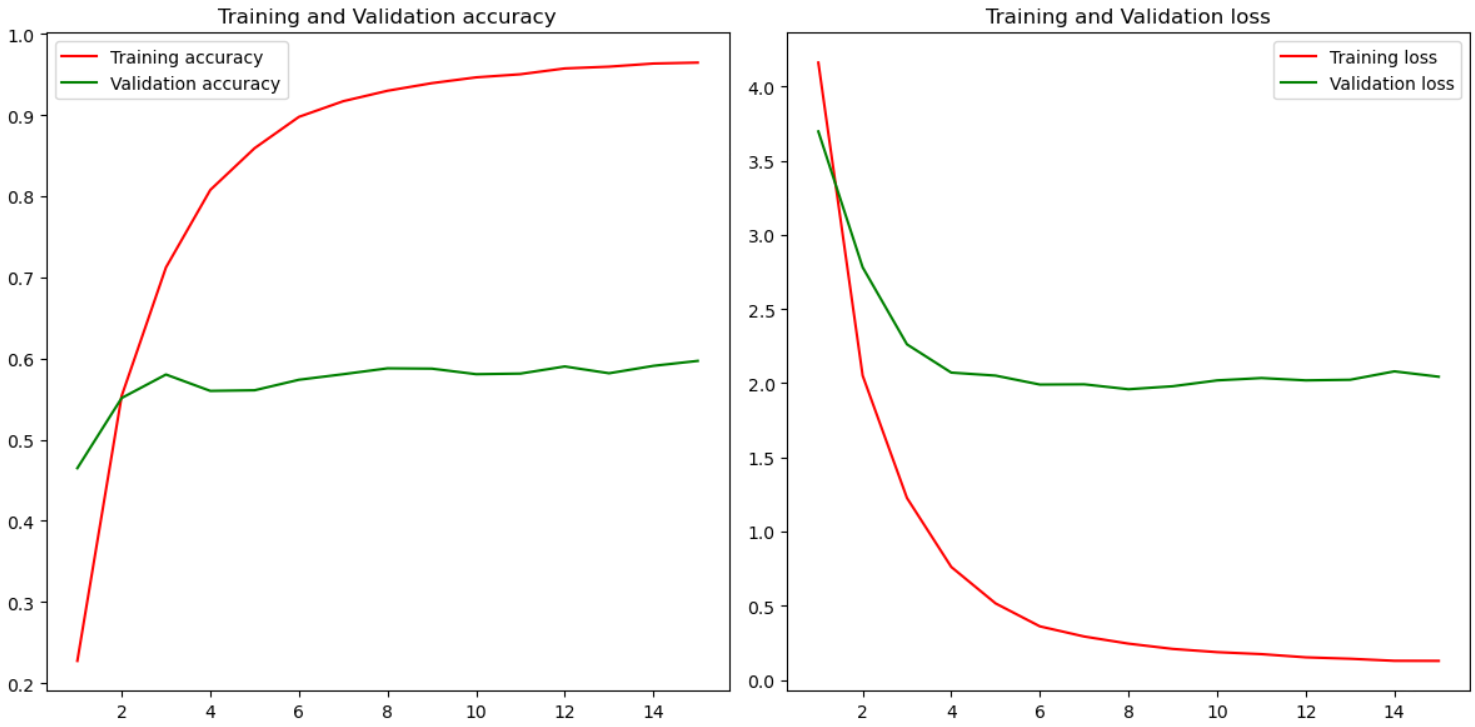 Training and Validation accuracy
Training accuracy
Validation accuracy
1.0
0.9
0.8
0.7
0.6
0.5
0.4
0.3
0.2
2 4 6 8 10 12 14
Training and Validation loss
Training loss
Validation loss
4.0
3.5
3.0
2.5
2.0
1.5
1.0
0.5
0.0
2 4 6 8 10 12 14